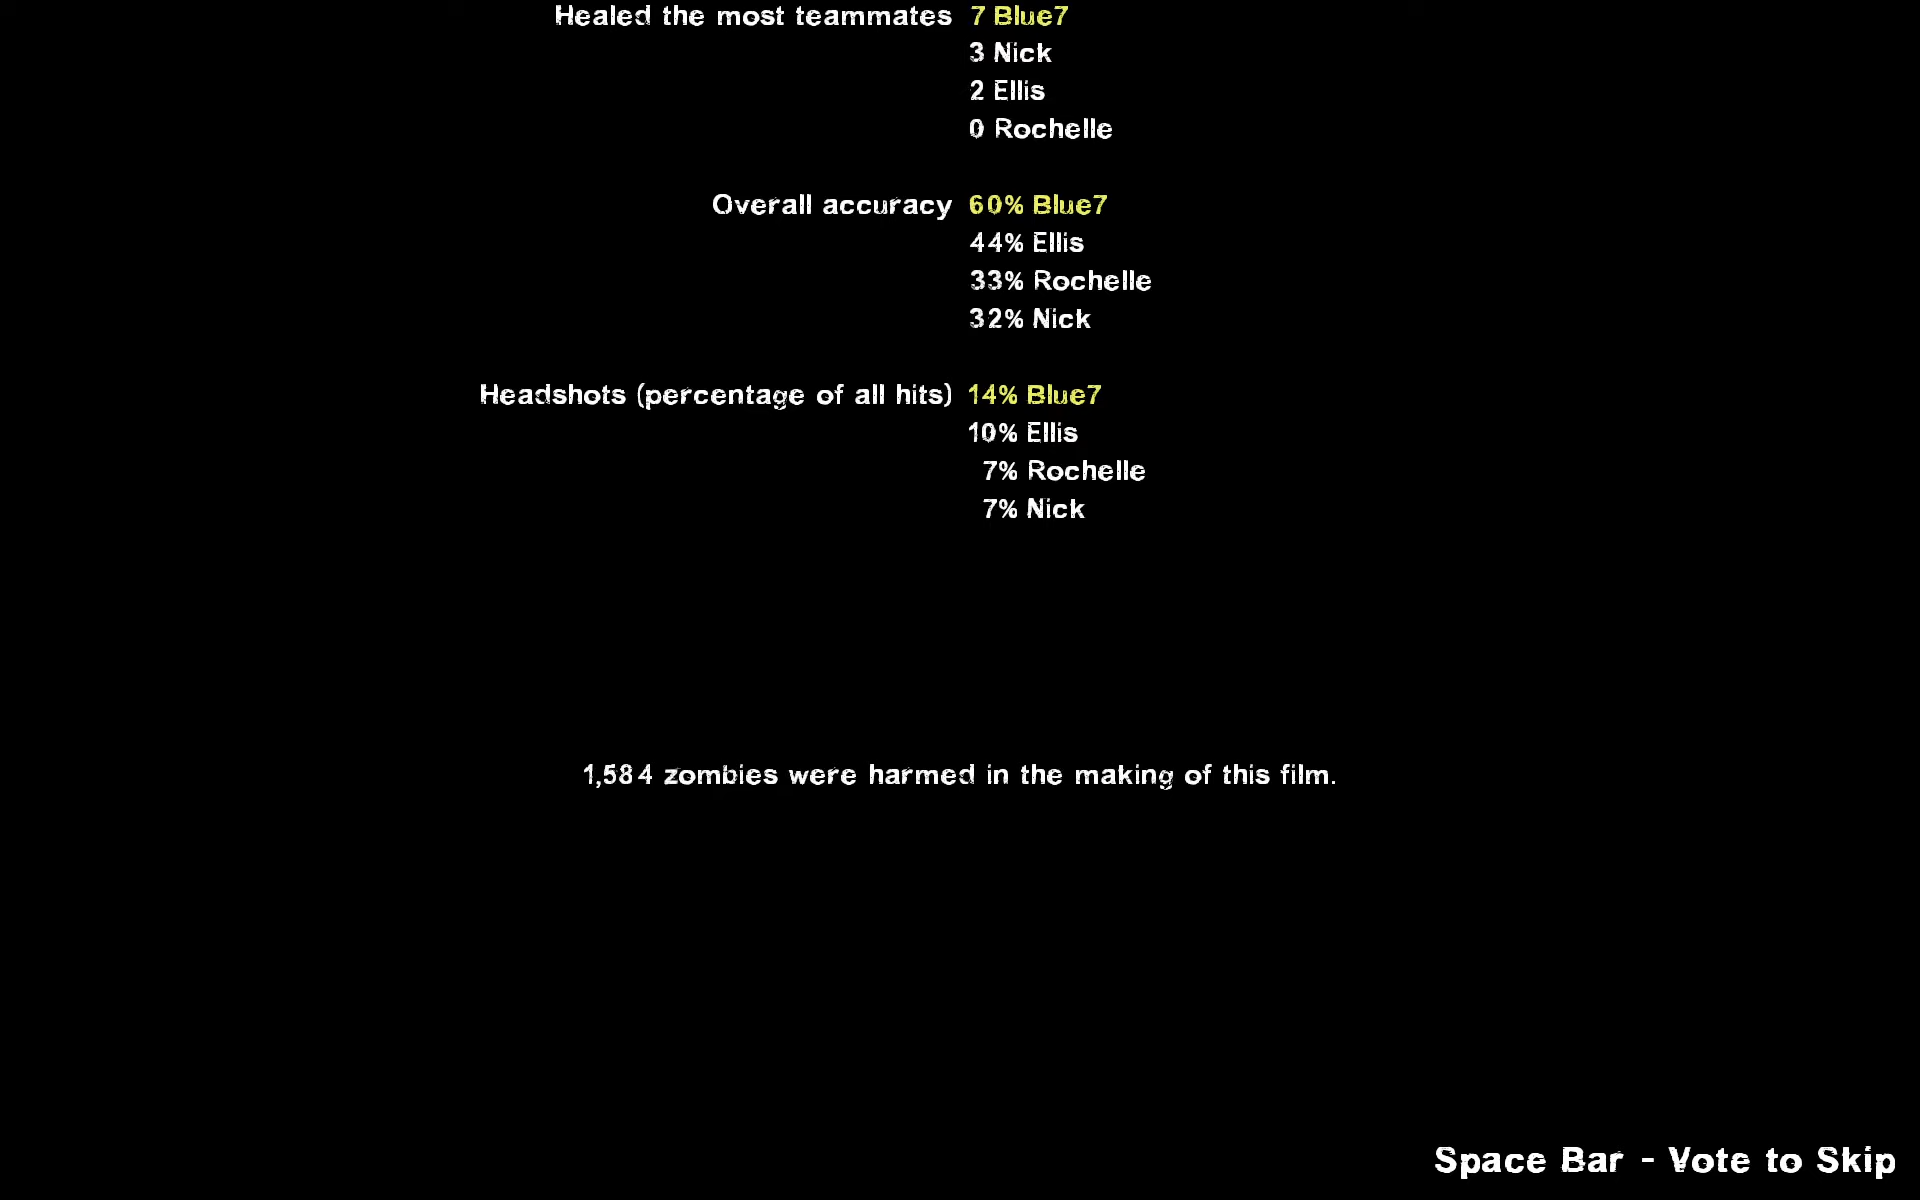 Healed the most teammates 7 Blue7
3 Nick
2 Ellis
0 Rochelle
Overall accuracy 60% Blue7
44% Ellis
33% Rochelle
32% Nick
Headshots (percentage of all hits) 14% Blue7
10% Ellis
7% Rochelle
7% Nick
1,584 zombies were harmed in the making of this film.
Space Bar - Vote to Skip